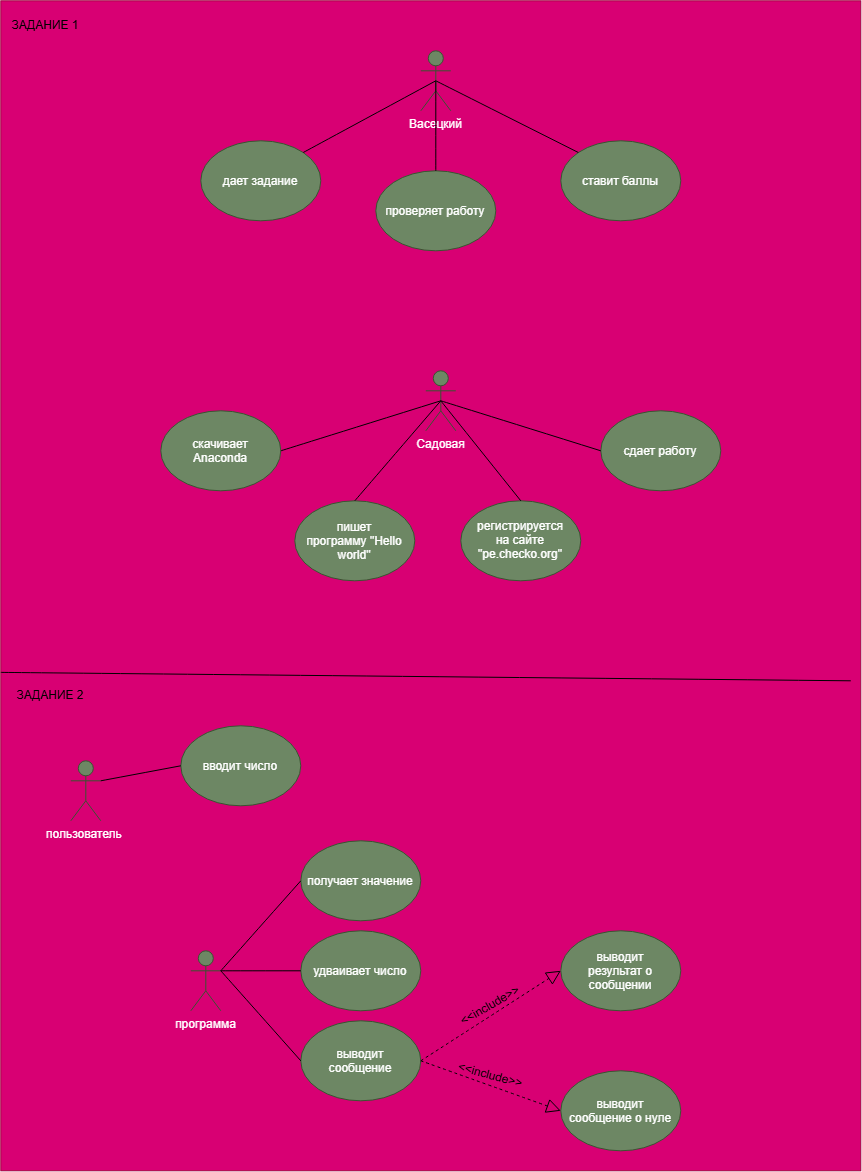 ЗАДАНИЕ 1
Васецкий
дает задание
проверяет работу
ставит баллы
Садовая
скачивает
Anaconda
пишет
программу "Hello
world"
регистрируется
на сайте
"pe.checko.org"
сдает работу
ЗАДАНИЕ 2
вводит число
пользователь
получает значение
удваивает число
программа
выводит
сообщение
<<include>>
<<include>>
выводит
результат о
сообщении
выводит
сообщение о нуле